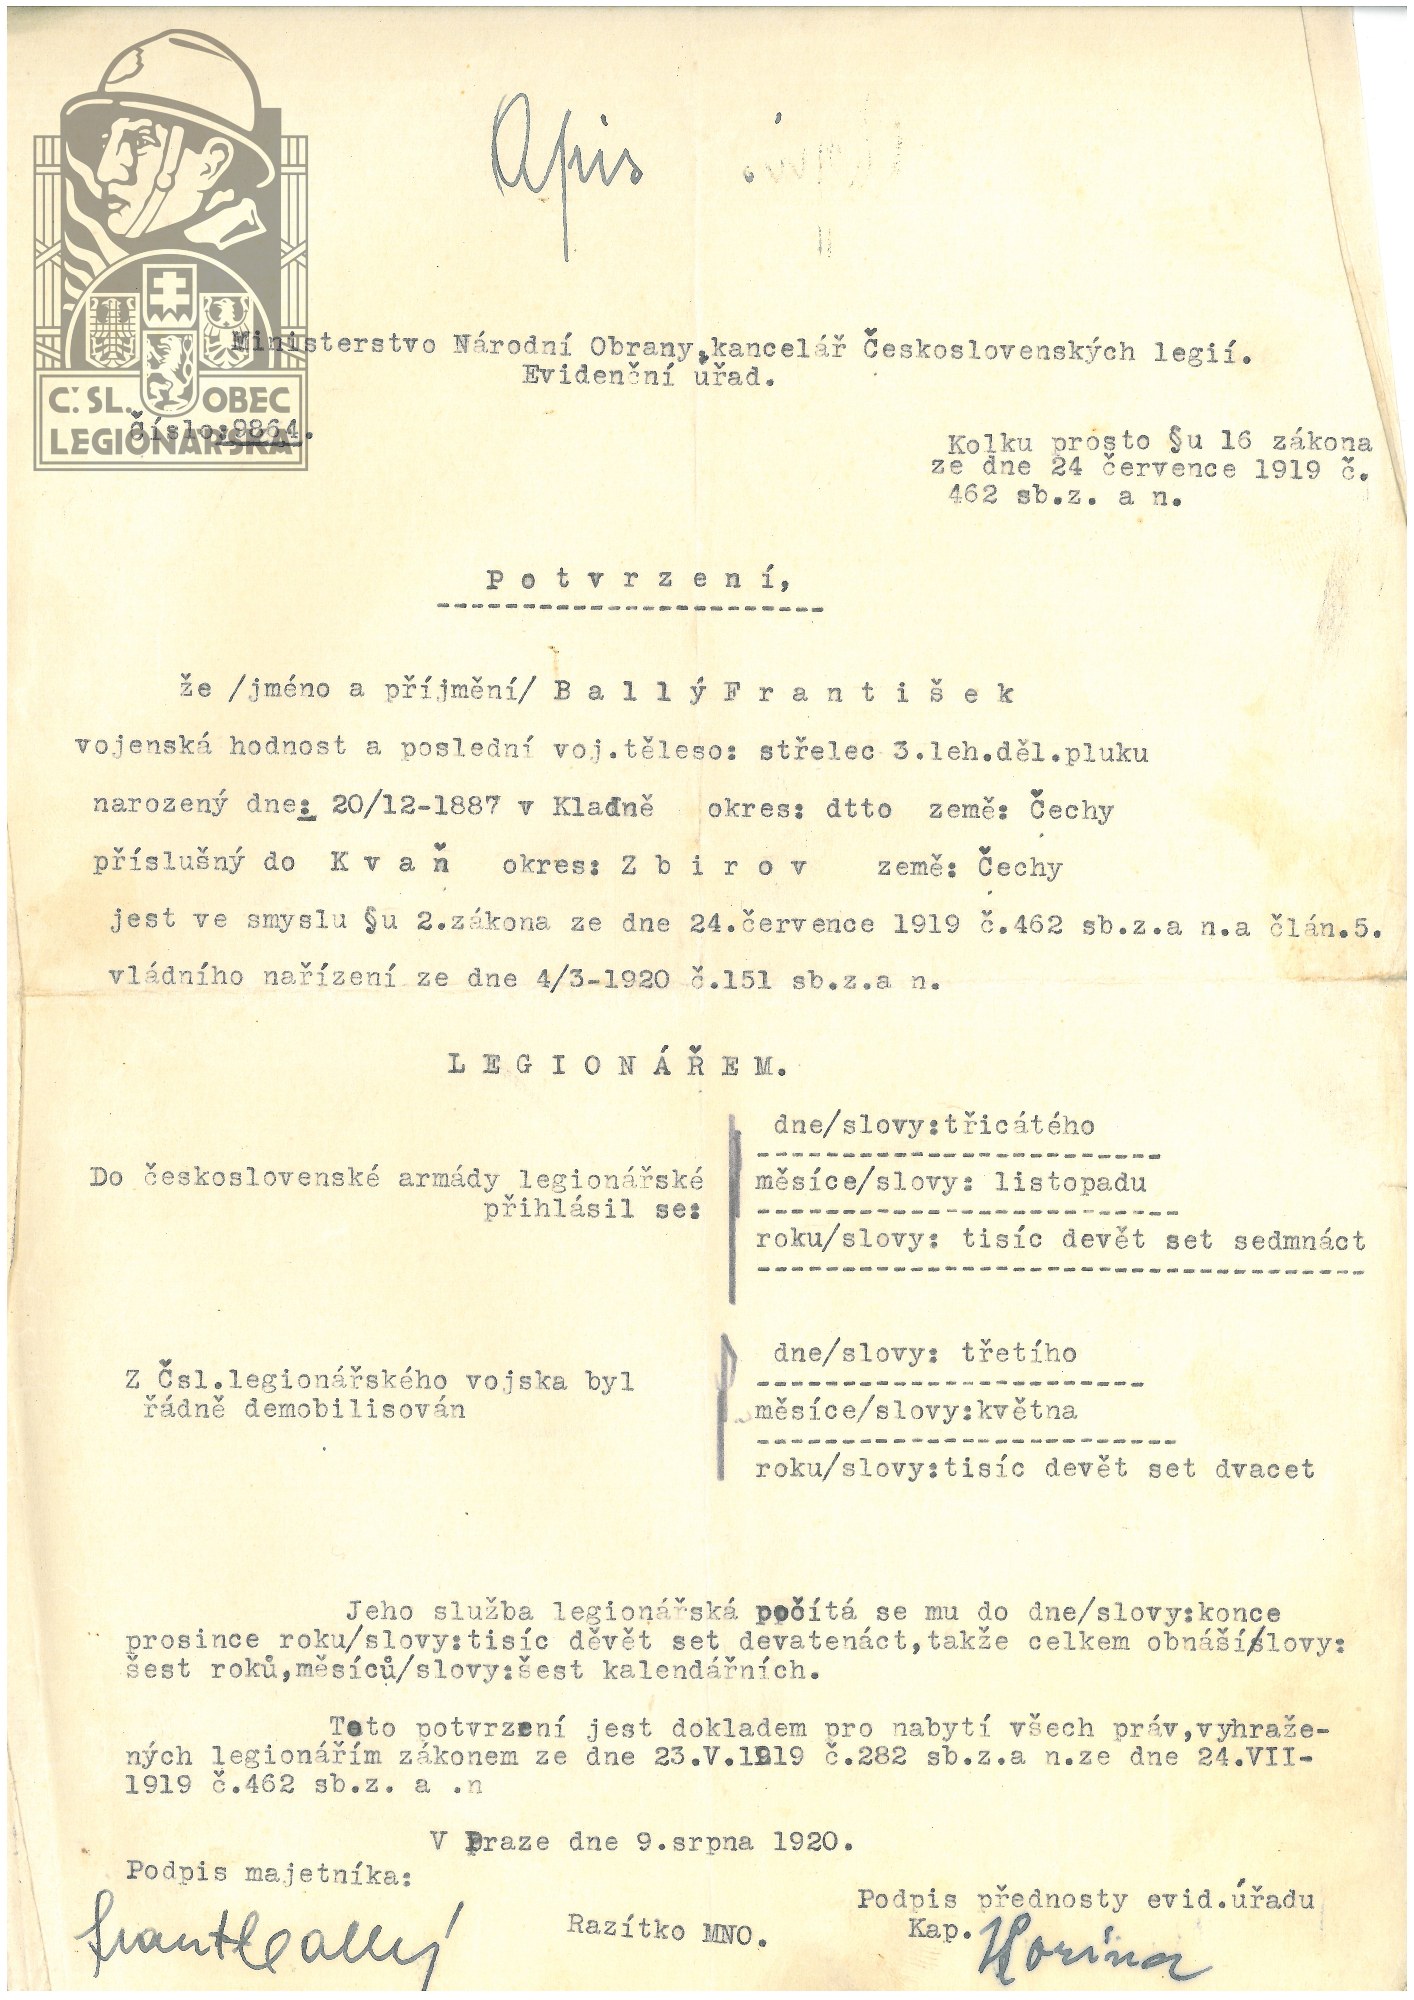 Opis
Ministerstvo Národní Obrany,kancelář Československých legií.
Evidenční uřad.
Č.SL. OBEC
LEGIONÁŘSKÁ
Číslo:9864.
Kolku prosto §u 16 zákona
ze dne 24 července 1919 č.
462 sb.z. a n.
P o t v r z e n í,
že /jméno a příjmění/ B a l l ý F r a n t i š e k
vojenská hodnost a poslední voj.těleso: střelec 3.leh.děl.pluku
narozený dne: 20/12-1887 v Kladně okres: dtto země: Čechy
příslušný do K v a ň okres: Z b i r o v země: Čechy
jest ve smyslu §u 2.zákona ze dne 24.července 1919 č.462 sb.z.a n.a člán.5.
vládního nařízení ze dne 4/3-1920 č.151 sb.z.a n.
L E G I O N Á Ř E M.
dne/slovy:třicátého
Do československé armády legionářské
přihlásil se:
měsíce/slovy: listopadu
roku/slovy: tisíc devět set sedmnáct
dne/slovy: třetího
Z Čsl.legionářského vojska byl
řádně demobilisován
měsíce/slovy:května
roku/slovy:tisíc devět set dvacet
Jeho služba legionářská počítá se mu do dne/slovy:konce
prosince roku/slovy:tisíc děvět set devatenáct,takže celkem obnáší/slovy:
šest roků,měsíců/slovy:šest kalendářních.
Toto potvrzení jest dokladem pro nabytí všech práv,vyhraže-
ných legionářím zákonem ze dne 23.V.1919 č.282 sb.z.a n.ze dne 24.VII-
1919 č.462 sb.z. a .n
V Praze dne 9.srpna 1920.
Podpis majetníka:
Podpis přednosty evid.úřadu
Razítko MNO.
Kap. Horina
Frant Ballý